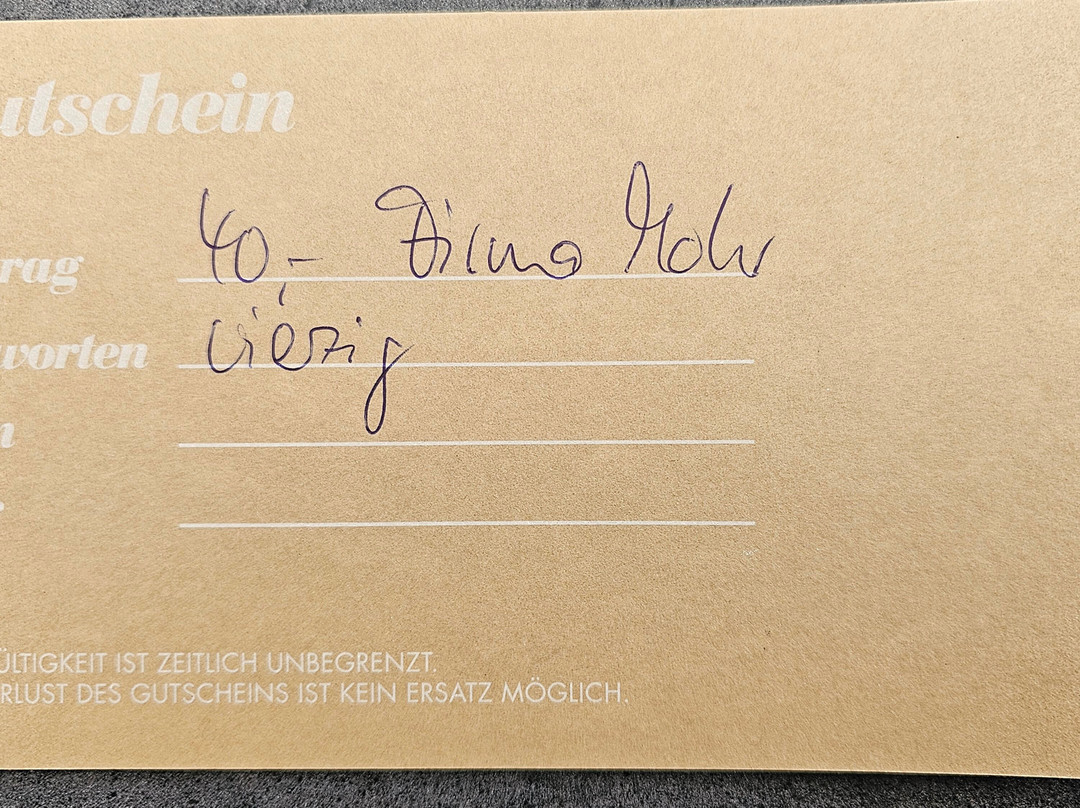 utschein
rag 40,- Firma Mohr
worten vierzig
n
ÜLTIGKEIT IST ZEITLICH UNBEGRENZT.
RLUST DES GUTSCHEINS IST KEIN ERSATZ MÖGLICH.